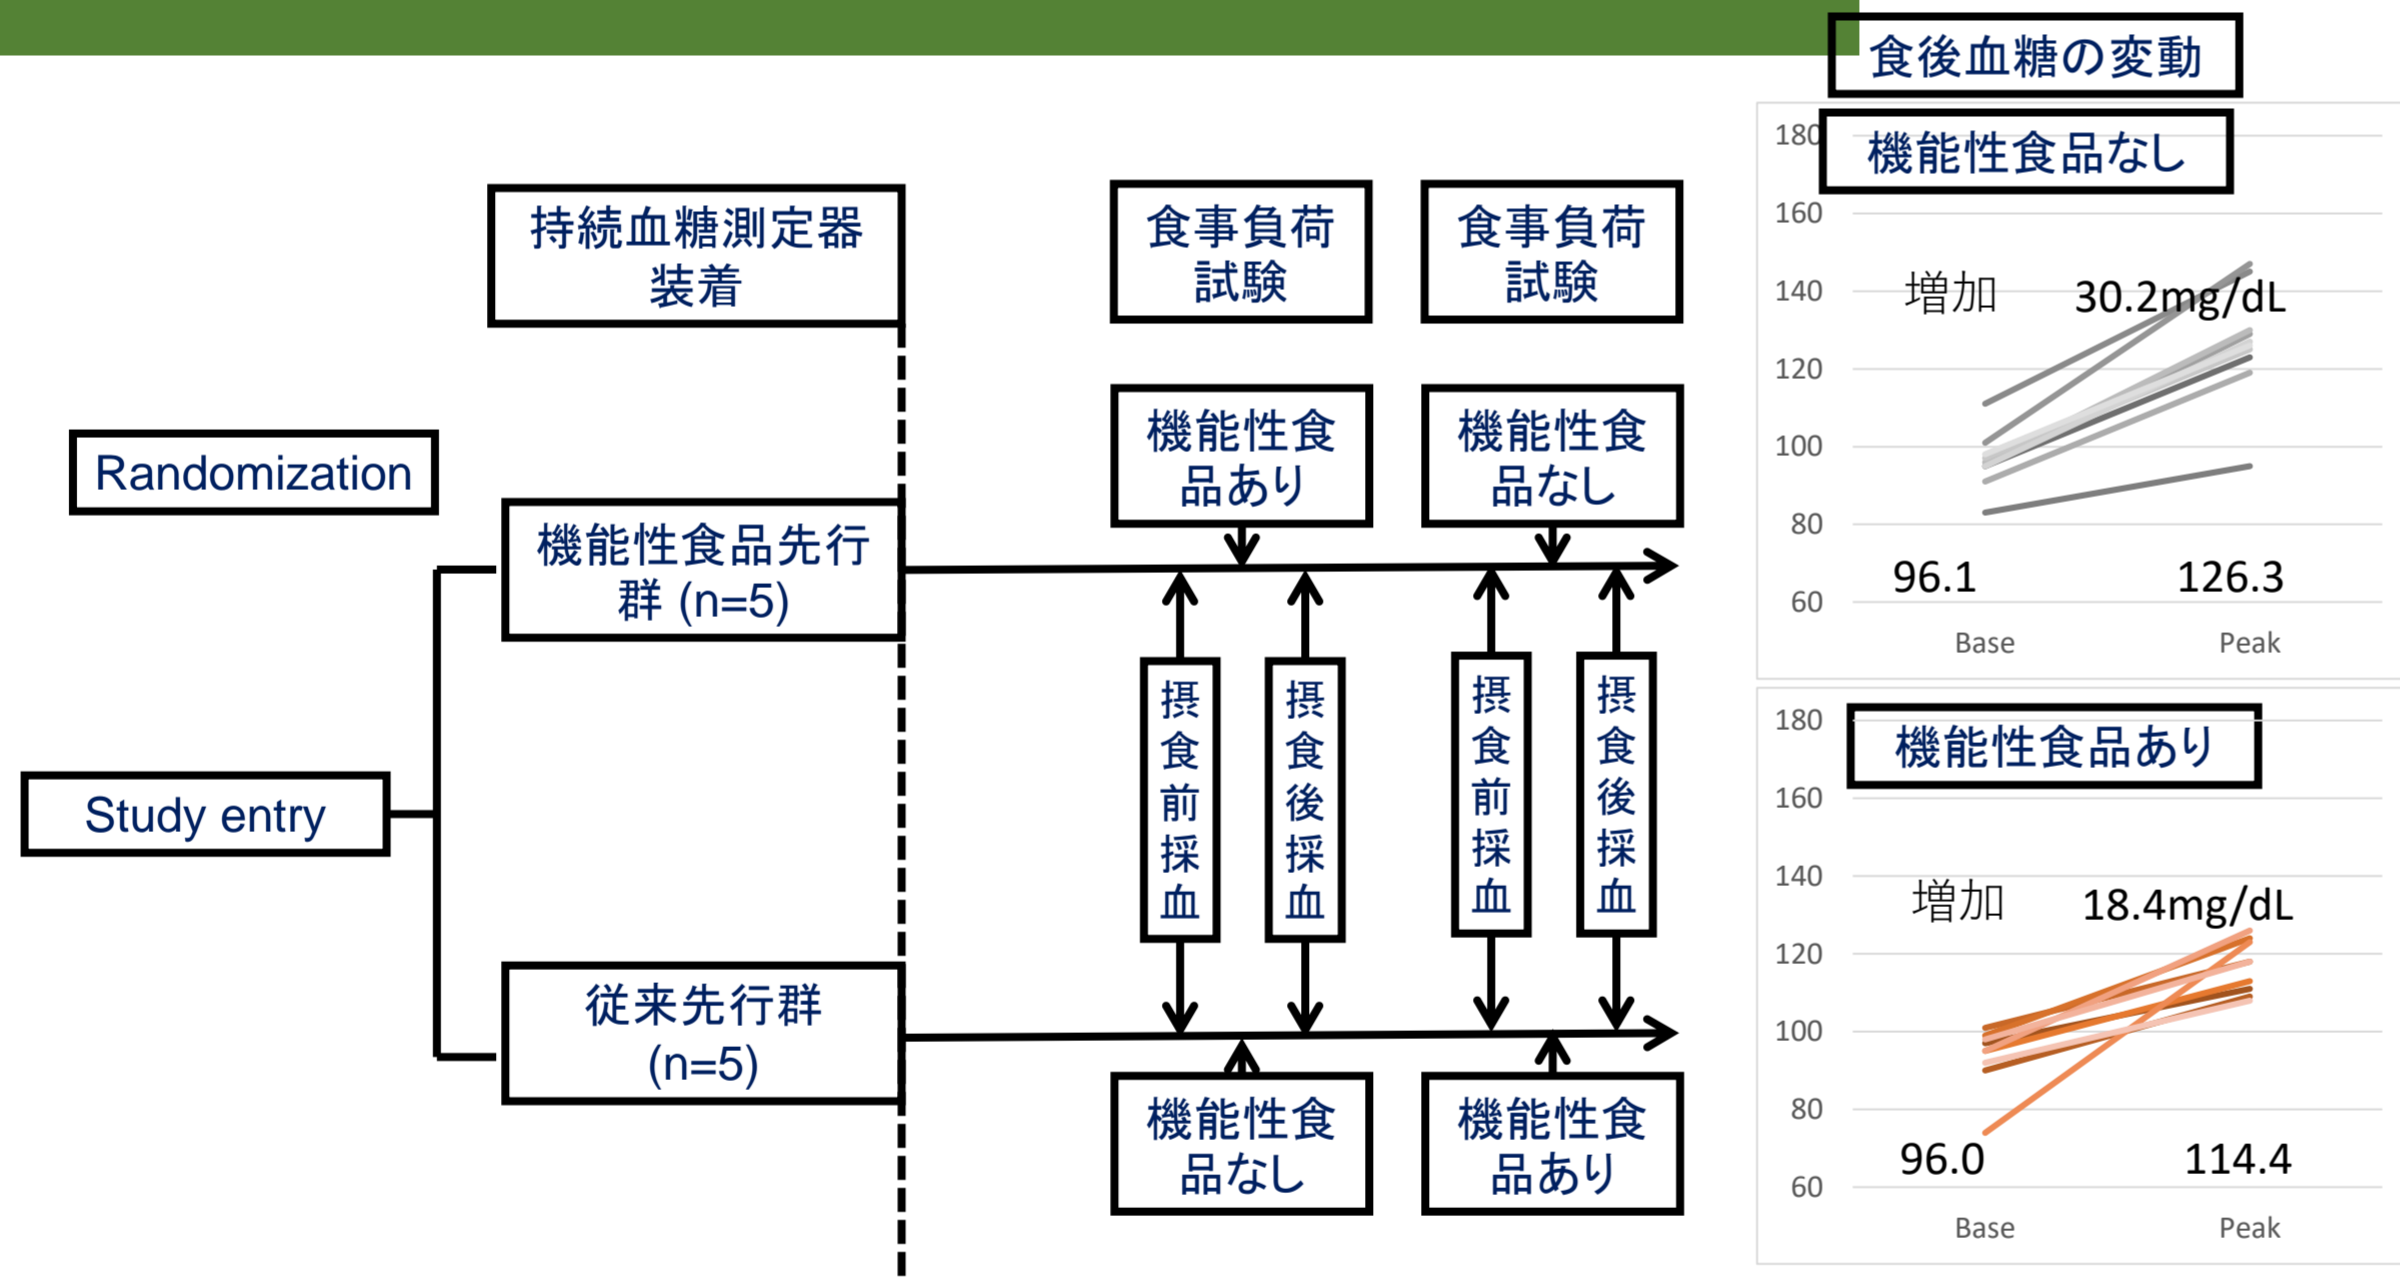 Randomization
Study entry
持続血糖測定器
装着
機能性食品先行
群 (n=5)
従来先行群
(n=5)
食事負荷
試験
食事負荷
試験
機能性食
品あり
機能性食
品なし
摂食前採血
摂食後採血
摂食前採血
摂食後採血
機能性食
品なし
機能性食
品あり
食後血糖の変動
機能性食品なし
180
160
140
120
100
80
60
増加 30.2mg/dL
96.1 126.3
Base Peak
機能性食品あり
180
160
140
120
100
80
60
増加 18.4mg/dL
96.0 114.4
Base Peak